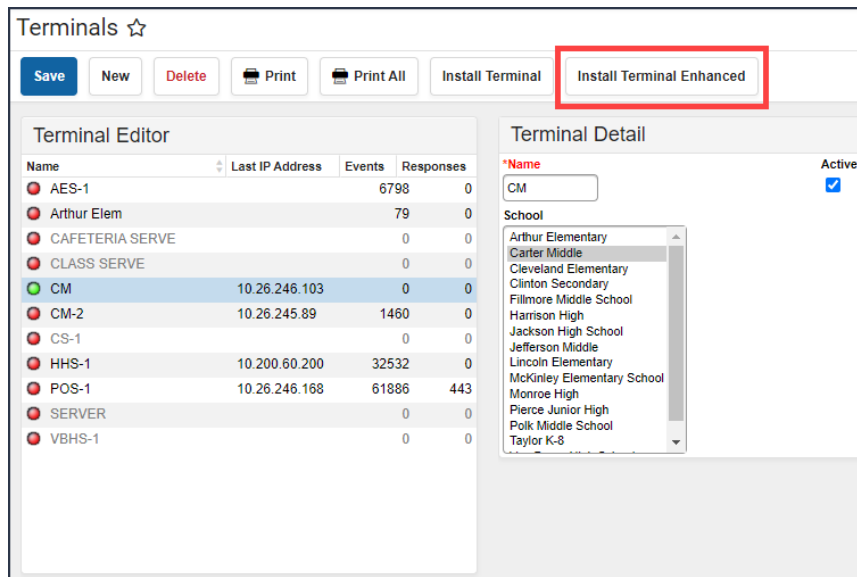 Terminals
Save New Delete Print Print All Install Terminal Install Terminal Enhanced
Terminal Editor
Name Last IP Address Events Responses
AES-1 6798 0
Arthur Elem 79 0
CAFETERIA SERVE 0 0
CLASS SERVE 0 0
CM 10.26.246.103 0 0
CM-2 10.26.245.89 1460 0
CS-1 0 0
HHS-1 10.200.60.200 32532 0
POS-1 10.26.246.168 61886 443
SERVER 0 0
VBHS-1 0 0
Terminal Detail
*Name Active
CM
School
Arthur Elementary
Carter Middle
Cleveland Elementary
Clinton Secondary
Fillmore Middle School
Harrison High
Jackson High School
Jefferson Middle
Lincoln Elementary
McKinley Elementary School
Monroe High
Pierce Junior High
Polk Middle School
Taylor K-8